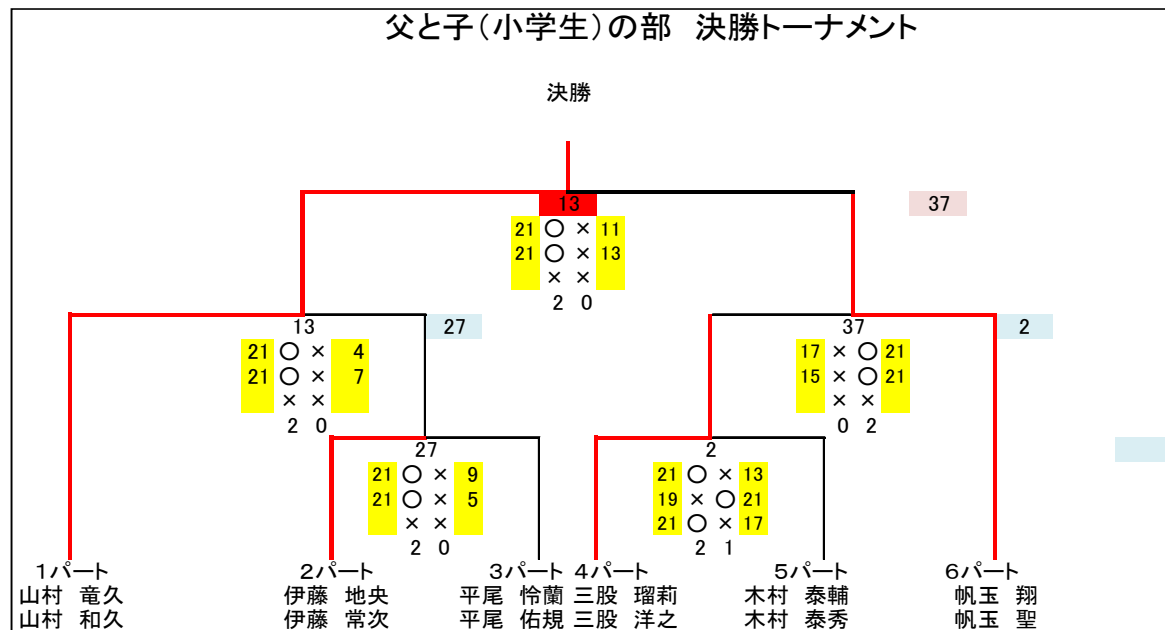 父と子(小学生)の部 決勝トーナメント
決勝
13 37
21 ○ × 11
21 ○ × 13
× ×
2 0
13 27 37 2
21 ○ × 4 17 × ○ 21
21 ○ × 7 15 × ○ 21
× × × ×
2 0 0 2
27 2
21 ○ × 9 21 ○ × 13
21 ○ × 5 19 × ○ 21
× × 21 ○ × 17
2 0 2 1
1パート 2パート 3パート 4パート 5パート 6パート
山村 竜久 伊藤 地央 平尾 怜蘭 三股 瑠莉 木村 泰輔 帆玉 翔
山村 和久 伊藤 常次 平尾 佑規 三股 洋之 木村 泰秀 帆玉 聖